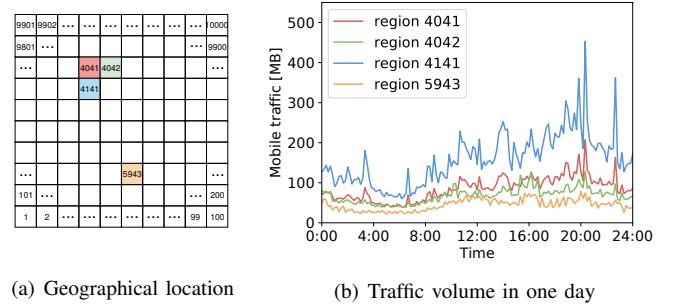 9901 9902 ... ... 10000
9801 ... ... 9900
... 4041 4042 ...
4141
... 5943 ...
101 ... ... 200
1 2 ... ... ... ... ... ... 99 100
(a) Geographical location
Mobile traffic [MB]
500
400
300
200
100
0
region 4041
region 4042
region 4141
region 5943
0:00 4:00 8:00 12:00 16:00 20:00 24:00
Time
(b) Traffic volume in one day